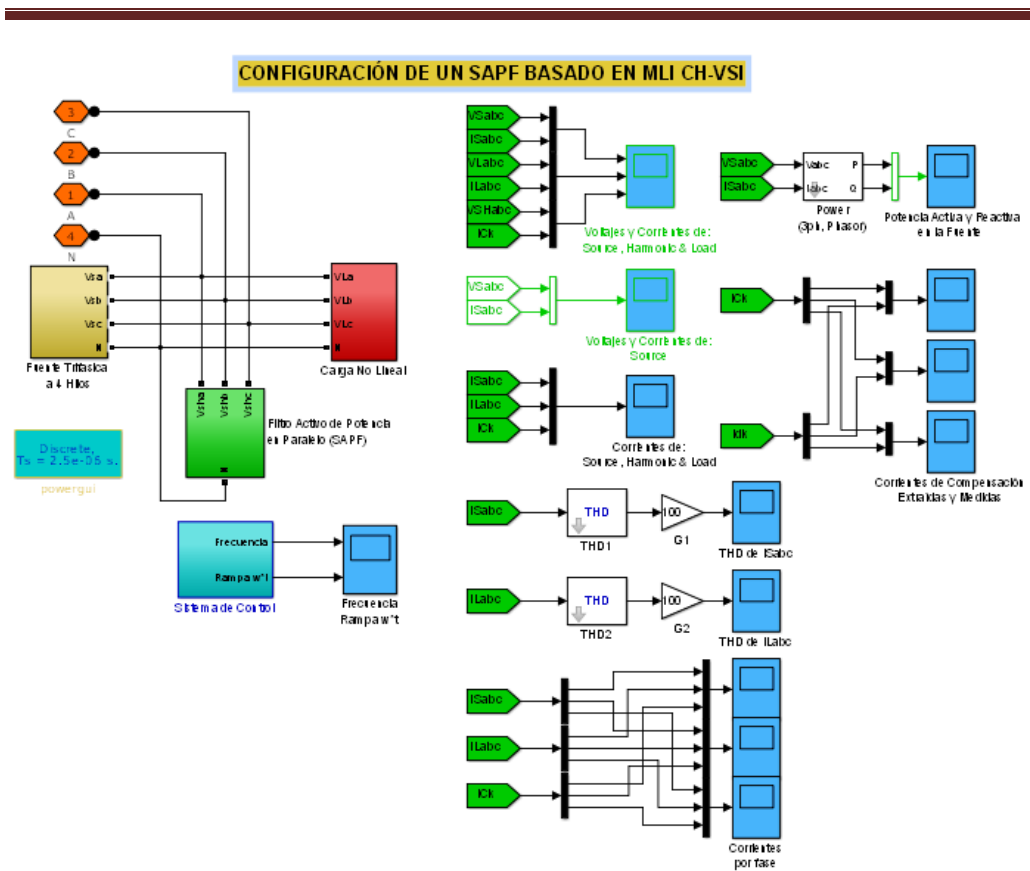 CONFIGURACIÓN DE UN SAPF BASADO EN MLI CH-VSI
3
C
2
B
1
A
4
N
Vsa
Vsb
Vsc
N
Fuente Trifasica
a 4 Hilos
VLa
VLb
VLc
N
Carga No Lineal
Vsha
Vshb
Vshc
N
Filtro Activo de Potencia
en Paralelo (SAPF)
Discrete,
Ts = 2.5e-06 s.
powergui
Frecuencia
Rampa w*t
Sistema de Control
Frecuencia
Rampa w*t
VSabc
ISabc
VLabc
ILabc
VSHabc
ICk
Voltajes y Corrientes de:
Source, Harmonic & Load
VSabc
ISabc
Voltajes y Corrientes de:
Source
ISabc
ILabc
ICk
Corrientes de:
Source, Harmonic & Load
VSabc
ISabc
Vabc
Iabc
P
Q
Power
(3ph, Phasor)
Potencia Activa y Reactiva
en la Fuente
ICk
Corrientes de Compensación
Extraidas y Medidas
ISabc
THD
THD1
100
G1
THD de ISabc
ILabc
THD
THD2
100
G2
THD de ILabc
ISabc
ILabc
ICk
Corrientes
por fase